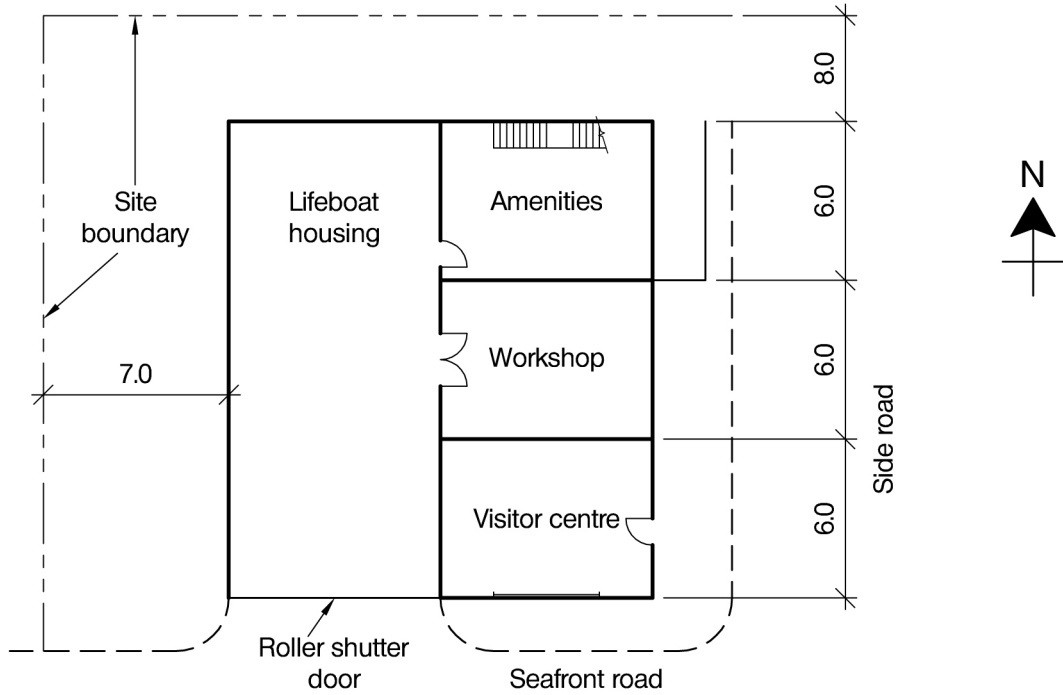 8.0
N
Site
boundary
Lifeboat
housing
Amenities
6.0
7.0
Workshop
6.0
Side road
Visitor centre
6.0
Roller shutter
door
Seafront road